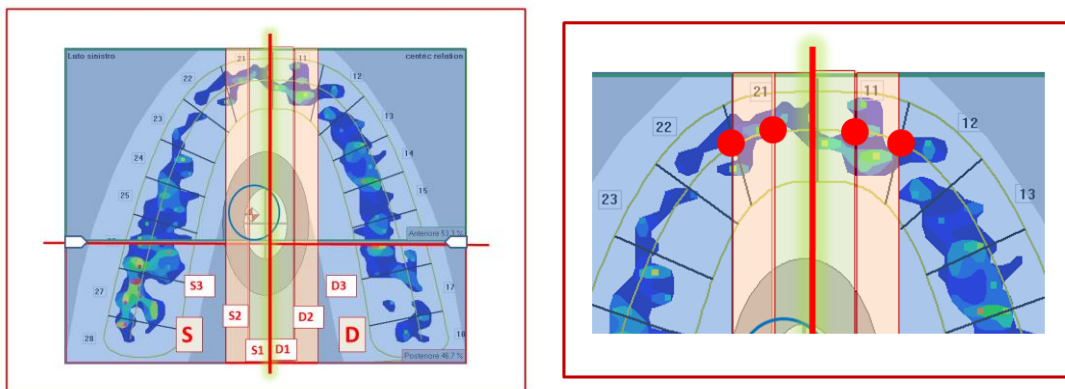 Lato sinistro
centric relation
21
11
22
12
23
13
24
14
25
15
Anteriore 53,3 %
27
17
S3
D3
S2
D2
S
D
S1
D1
28
18
Posteriore 46,7 %
21
11
22
12
23
13